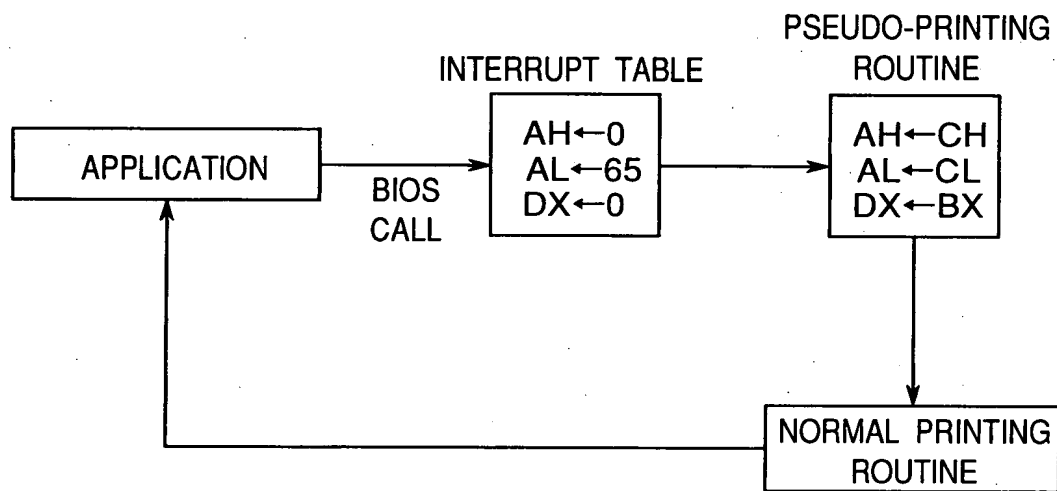 PSEUDO-PRINTING
ROUTINE
INTERRUPT TABLE
APPLICATION
BIOS
CALL
AH←0
AL←65
DX←0
AH←CH
AL←CL
DX←BX
NORMAL PRINTING
ROUTINE